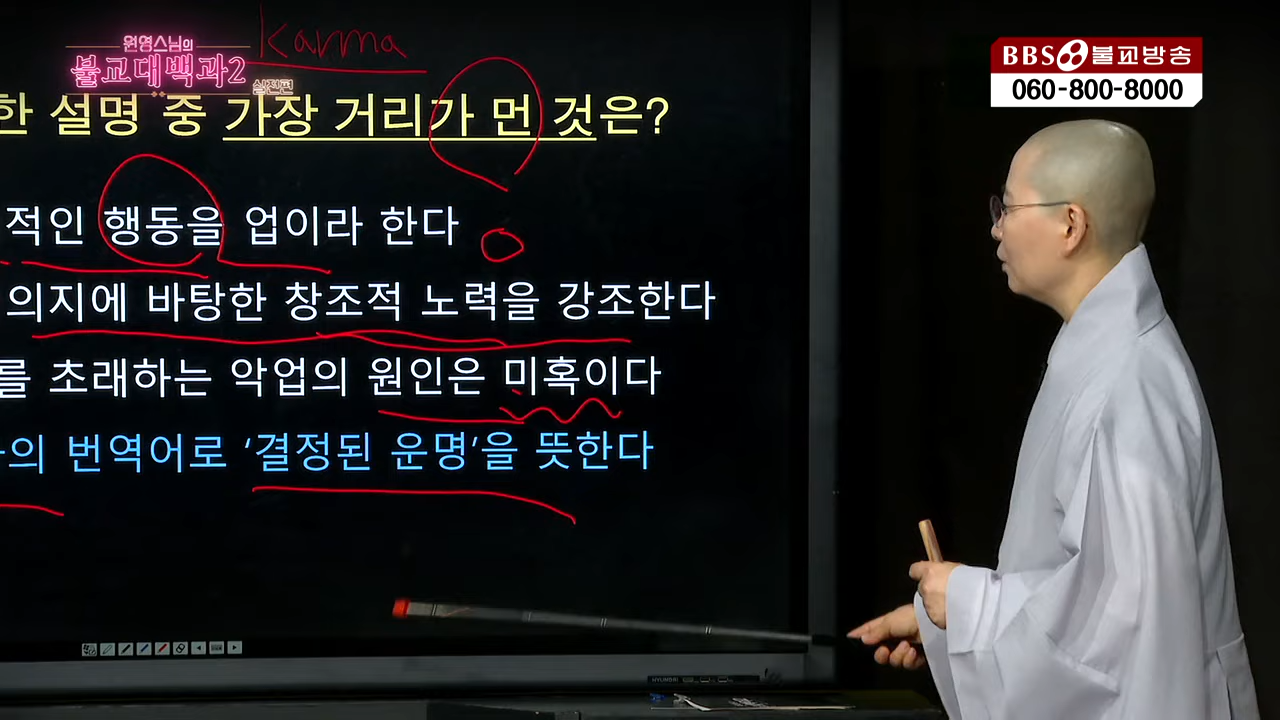 karma
원영스님의
불교대백과2
실전편
BBS 불교방송
060-800-8000
한 설명 중 가장 거리가 먼 것은?
적인 행동을 업이라 한다
의지에 바탕한 창조적 노력을 강조한다
를 초래하는 악업의 원인은 미혹이다
의 번역어로 ‘결정된 운명’을 뜻한다
HYUNDAI